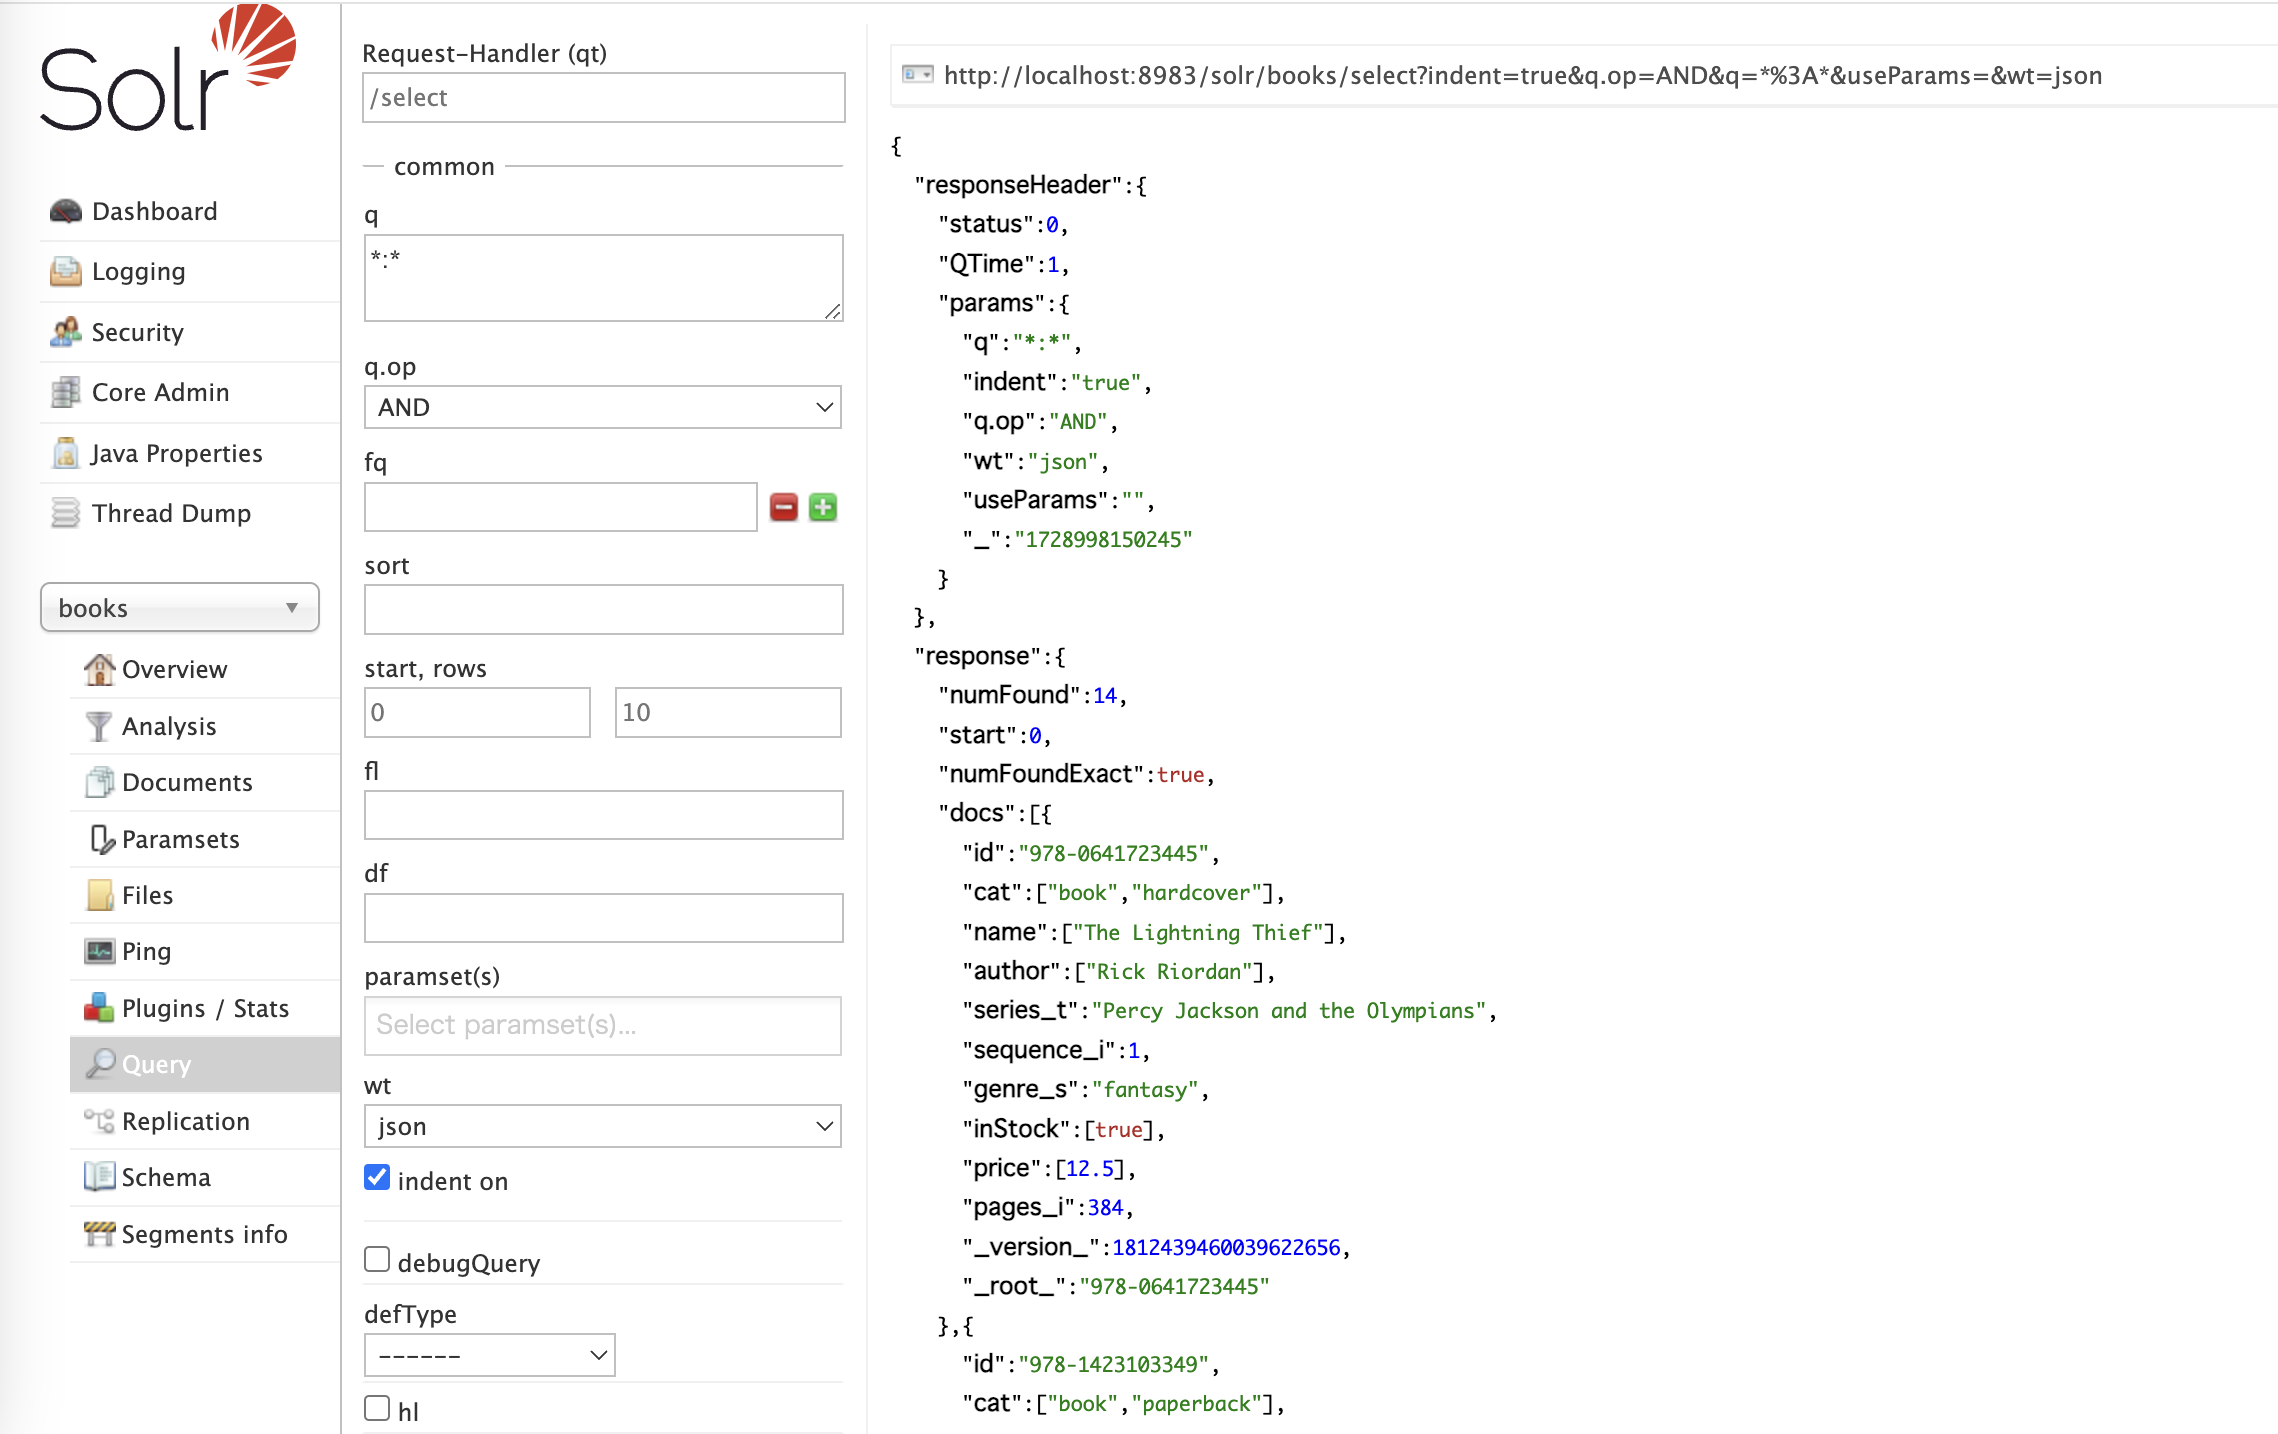 Solr
Dashboard
Logging
Security
Core Admin
Java Properties
Thread Dump
books
Overview
Analysis
Documents
Paramsets
Files
Ping
Plugins / Stats
Query
Replication
Schema
Segments info
Request-Handler (qt)
/select
common
q
*:*
q.op
AND
fq
sort
start, rows
0 10
fl
df
paramset(s)
Select paramset(s)...
wt
json
indent on
debugQuery
defType
------
hl
http://localhost:8983/solr/books/select?indent=true&q.op=AND&q=*%3A*&useParams=&wt=json
{
"responseHeader":{
"status":0,
"QTime":1,
"params":{
"q":"*:*",
"indent":"true",
"q.op":"AND",
"wt":"json",
"useParams":"",
"_":"1728998150245"
}
},
"response":{
"numFound":14,
"start":0,
"numFoundExact":true,
"docs":[{
"id":"978-0641723445",
"cat":["book","hardcover"],
"name":["The Lightning Thief"],
"author":["Rick Riordan"],
"series_t":"Percy Jackson and the Olympians",
"sequence_i":1,
"genre_s":"fantasy",
"inStock":[true],
"price":[12.5],
"pages_i":384,
"_version_":1812439460039622656,
"_root_":"978-0641723445"
},{
"id":"978-1423103349",
"cat":["book","paperback"],